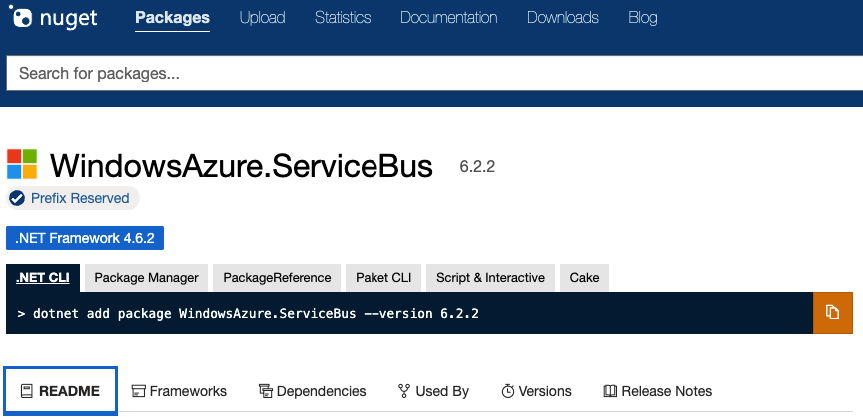 nuget Packages Upload Statistics Documentation Downloads Blog
Search for packages...
WindowsAzure.ServiceBus 6.2.2
Prefix Reserved
.NET Framework 4.6.2
.NET CLI Package Manager PackageReference Paket CLI Script & Interactive Cake
> dotnet add package WindowsAzure.ServiceBus --version 6.2.2
README Frameworks Dependencies Used By Versions Release Notes